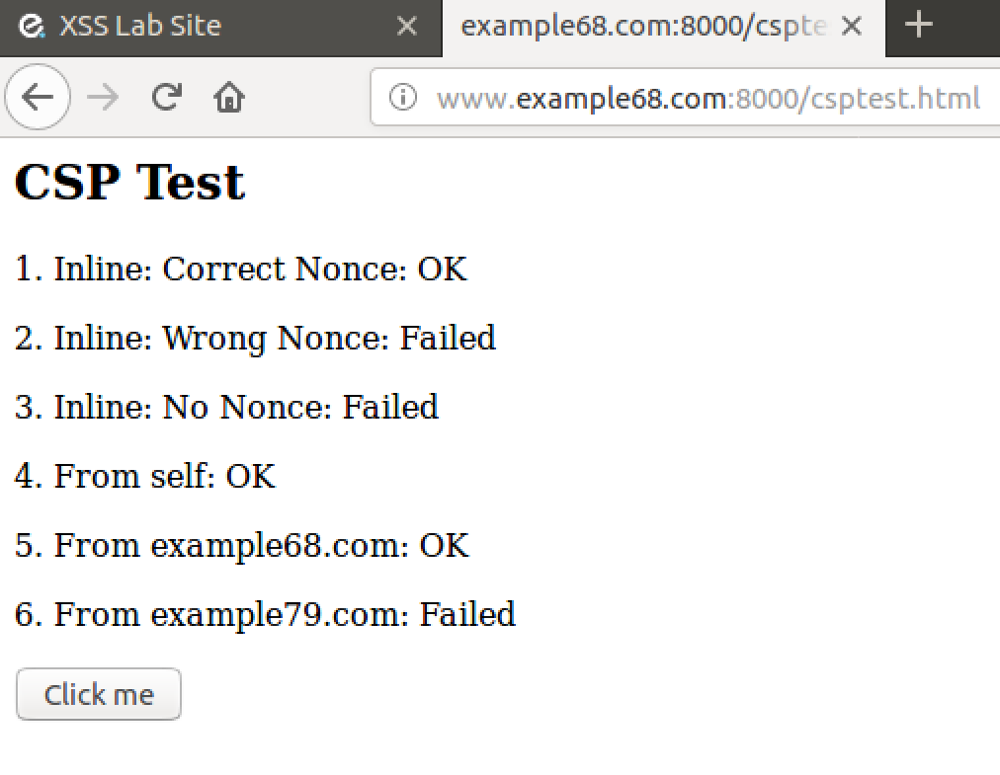 XSS Lab Site
example68.com:8000/cspte
www.example68.com:8000/csptest.html
CSP Test
1. Inline: Correct Nonce: OK
2. Inline: Wrong Nonce: Failed
3. Inline: No Nonce: Failed
4. From self: OK
5. From example68.com: OK
6. From example79.com: Failed
Click me